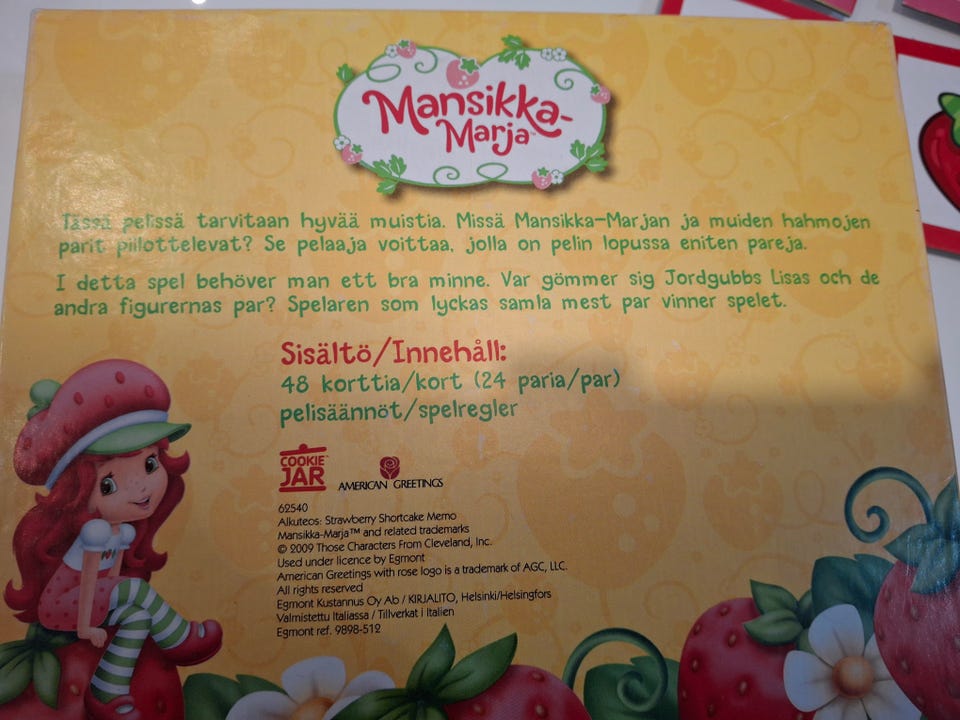 Mansikka-
Marja™
Tässä pelissä tarvitaan hyvää muistia. Missä Mansikka-Marjan ja muiden hahmojen
parit piilottelevat? Se pelaaja voittaa, jolla on pelin lopussa eniten pareja.
I detta spel behöver man ett bra minne. Var gömmer sig Jordgubbs Lisas och de
andra figurernas par? Spelaren som lyckas samla mest par vinner spelet.
Sisältö/Innehåll:
48 korttia/kort (24 paria/par)
pelisäännöt/spelregler
COOKIE
JAR™
AMERICAN GREETINGS
62540
Alkuteos: Strawberry Shortcake Memo
Mansikka-Marja™ and related trademarks
© 2009 Those Characters From Cleveland, Inc.
Used under licence by Egmont
American Greetings with rose logo is a trademark of AGC, LLC.
All rights reserved
Egmont Kustannus Oy Ab / KIRJALITO, Helsinki/Helsingfors
Valmistettu Italiassa / Tillverkat i Italien
Egmont ref. 9898-512